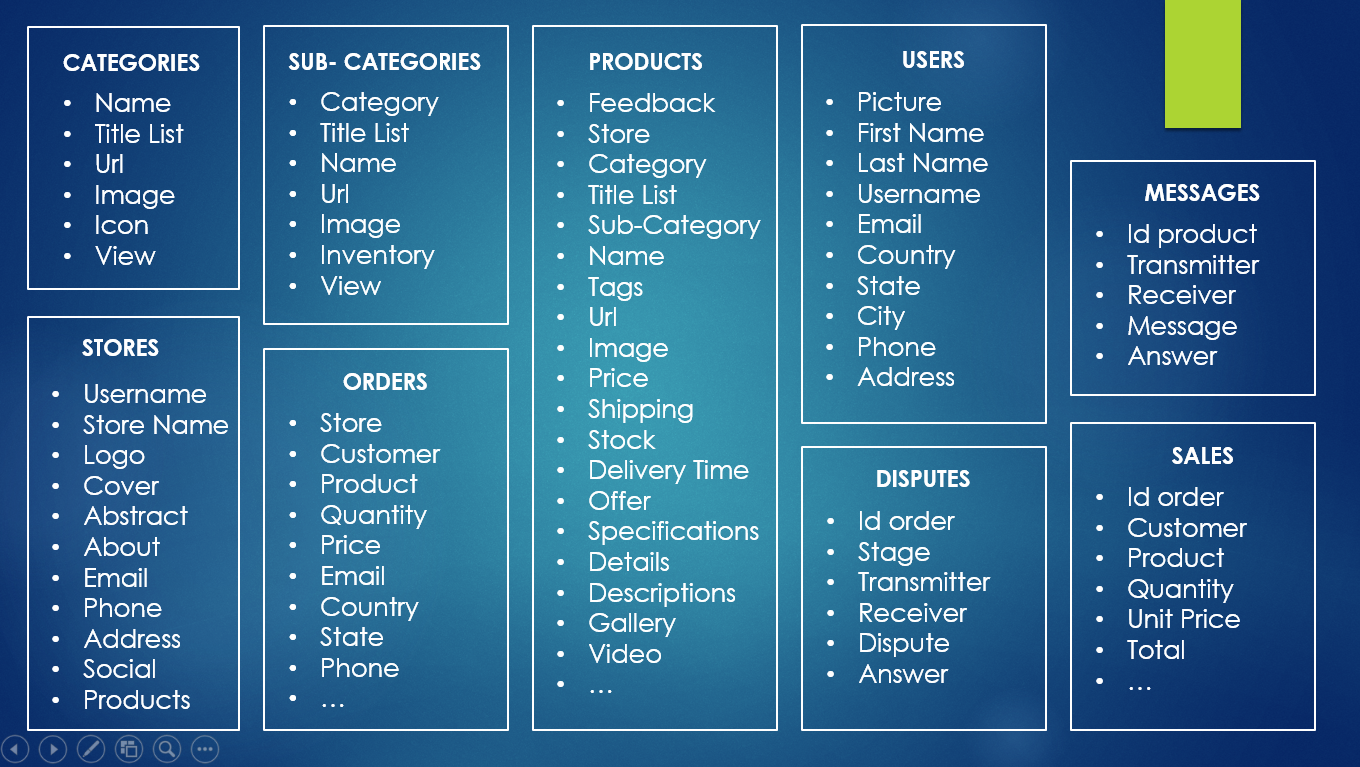 CATEGORIES
• Name
• Title List
• Url
• Image
• Icon
• View
STORES
• Username
• Store Name
• Logo
• Cover
• Abstract
• About
• Email
• Phone
• Address
• Social
• Products
SUB- CATEGORIES
• Category
• Title List
• Name
• Url
• Image
• Inventory
• View
ORDERS
• Store
• Customer
• Product
• Quantity
• Price
• Email
• Country
• State
• Phone
• ...
PRODUCTS
• Feedback
• Store
• Category
• Title List
• Sub-Category
• Name
• Tags
• Url
• Image
• Price
• Shipping
• Stock
• Delivery Time
• Offer
• Specifications
• Details
• Descriptions
• Gallery
• Video
• ...
USERS
• Picture
• First Name
• Last Name
• Username
• Email
• Country
• State
• City
• Phone
• Address
DISPUTES
• Id order
• Stage
• Transmitter
• Receiver
• Dispute
• Answer
MESSAGES
• Id product
• Transmitter
• Receiver
• Message
• Answer
SALES
• Id order
• Customer
• Product
• Quantity
• Unit Price
• Total
• ...